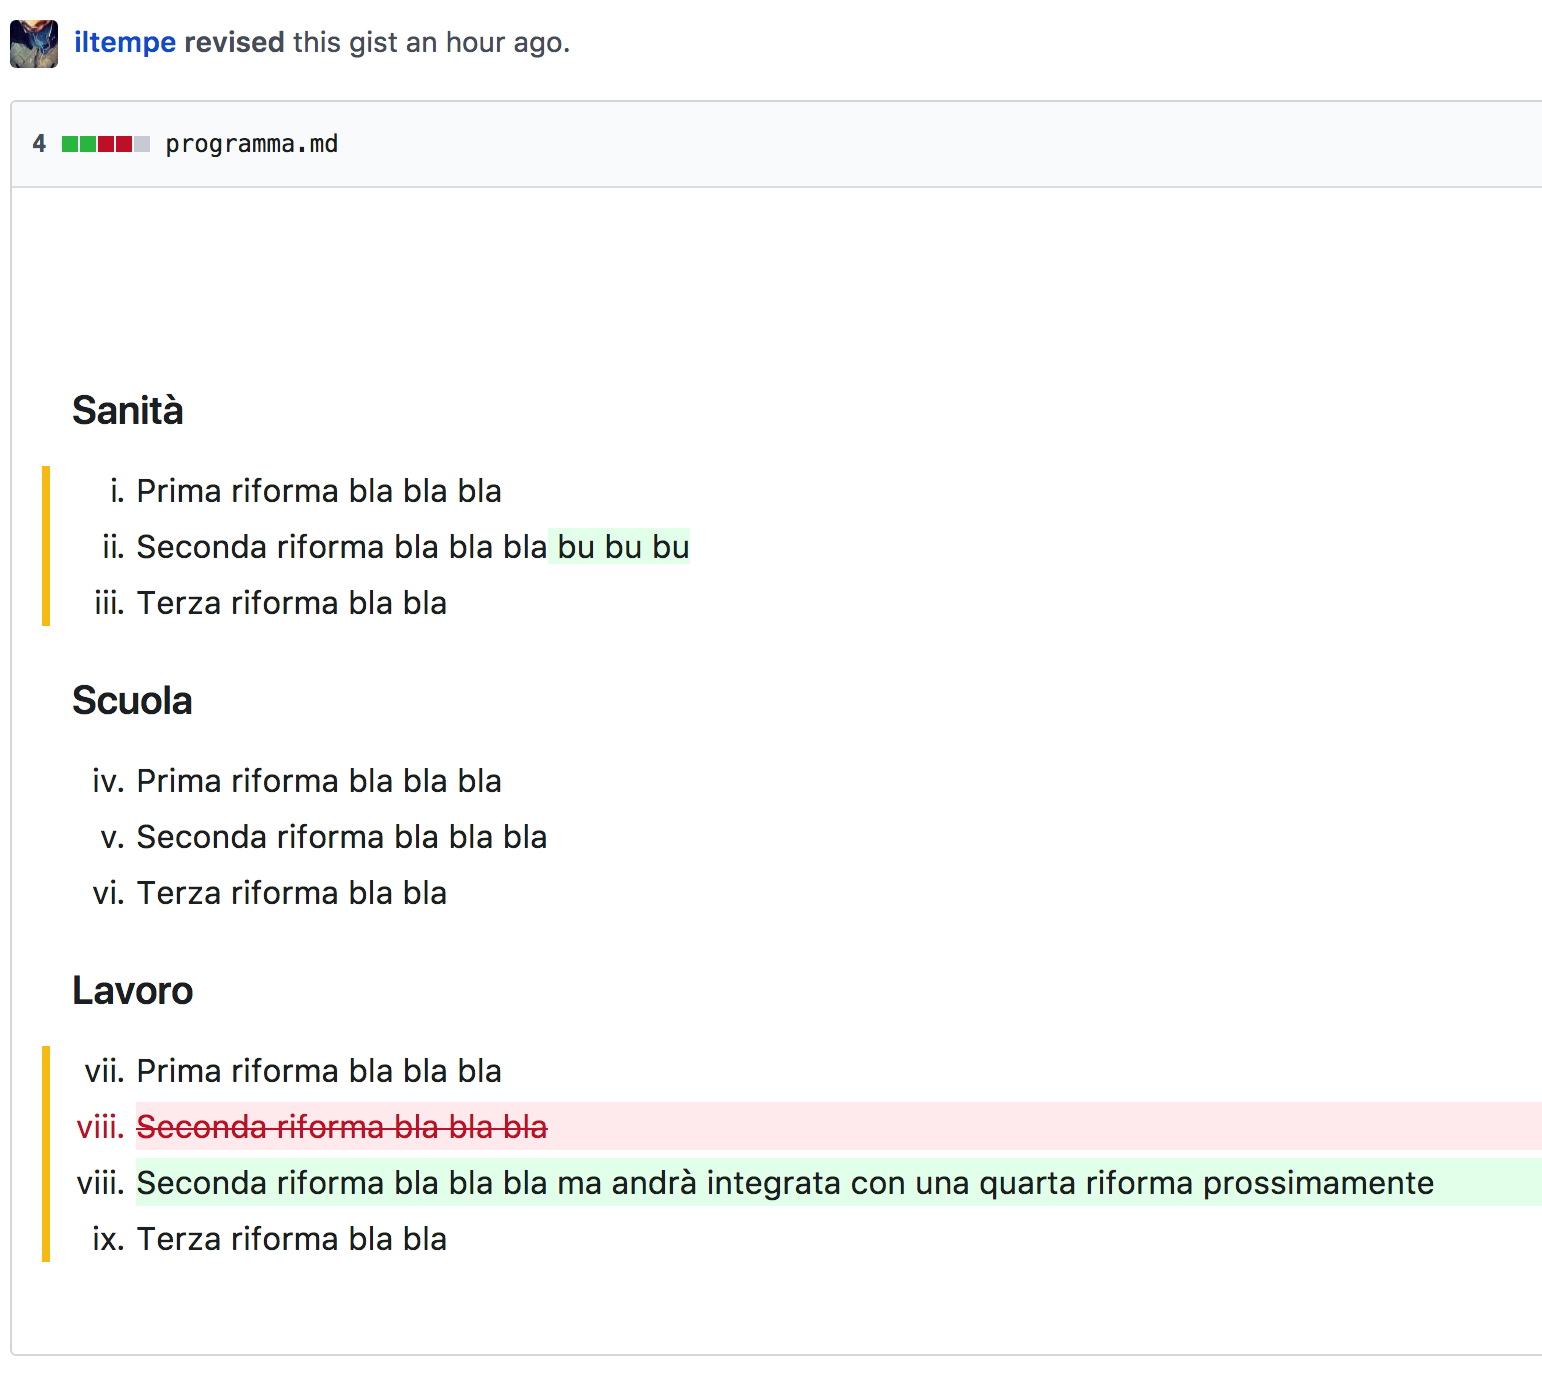 iltempe revised this gist an hour ago.
4 programma.md
Sanità
i. Prima riforma bla bla bla
ii. Seconda riforma bla bla bla bu bu bu
iii. Terza riforma bla bla
Scuola
iv. Prima riforma bla bla bla
v. Seconda riforma bla bla bla
vi. Terza riforma bla bla
Lavoro
vii. Prima riforma bla bla bla
viii. Seconda riforma bla bla bla
viii. Seconda riforma bla bla bla ma andrà integrata con una quarta riforma prossimamente
ix. Terza riforma bla bla